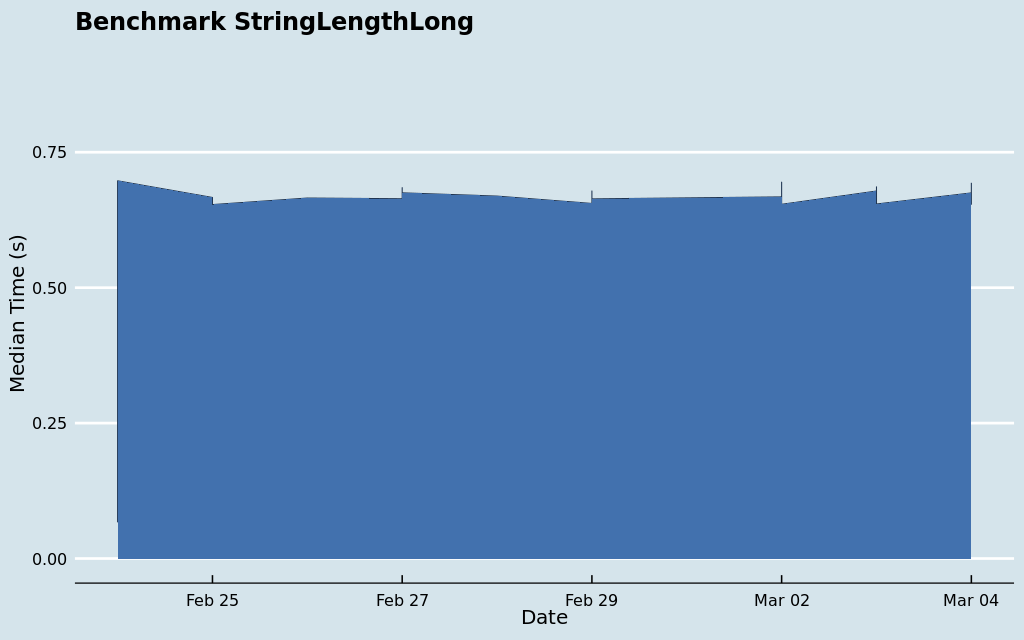 Benchmark StringLengthLong
0.75
0.50
0.25
0.00
Median Time (s)
Feb 25 Feb 27 Feb 29 Mar 02 Mar 04
Date